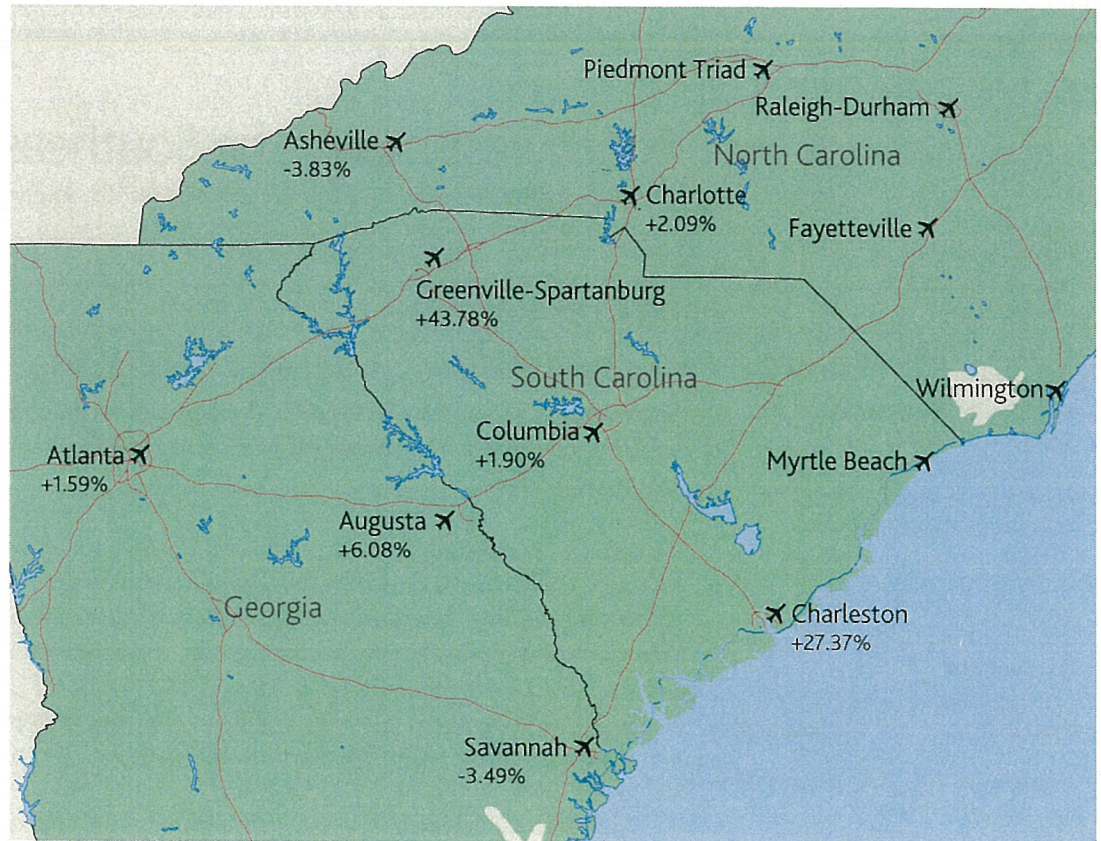 Piedmont Triad
Raleigh-Durham
Asheville
-3.83%
North Carolina
Charlotte
+2.09%
Fayetteville
Greenville-Spartanburg
+43.78%
South Carolina
Wilmington
Columbia
+1.90%
Atlanta
+1.59%
Myrtle Beach
Augusta
+6.08%
Georgia
Charleston
+27.37%
Savannah
-3.49%